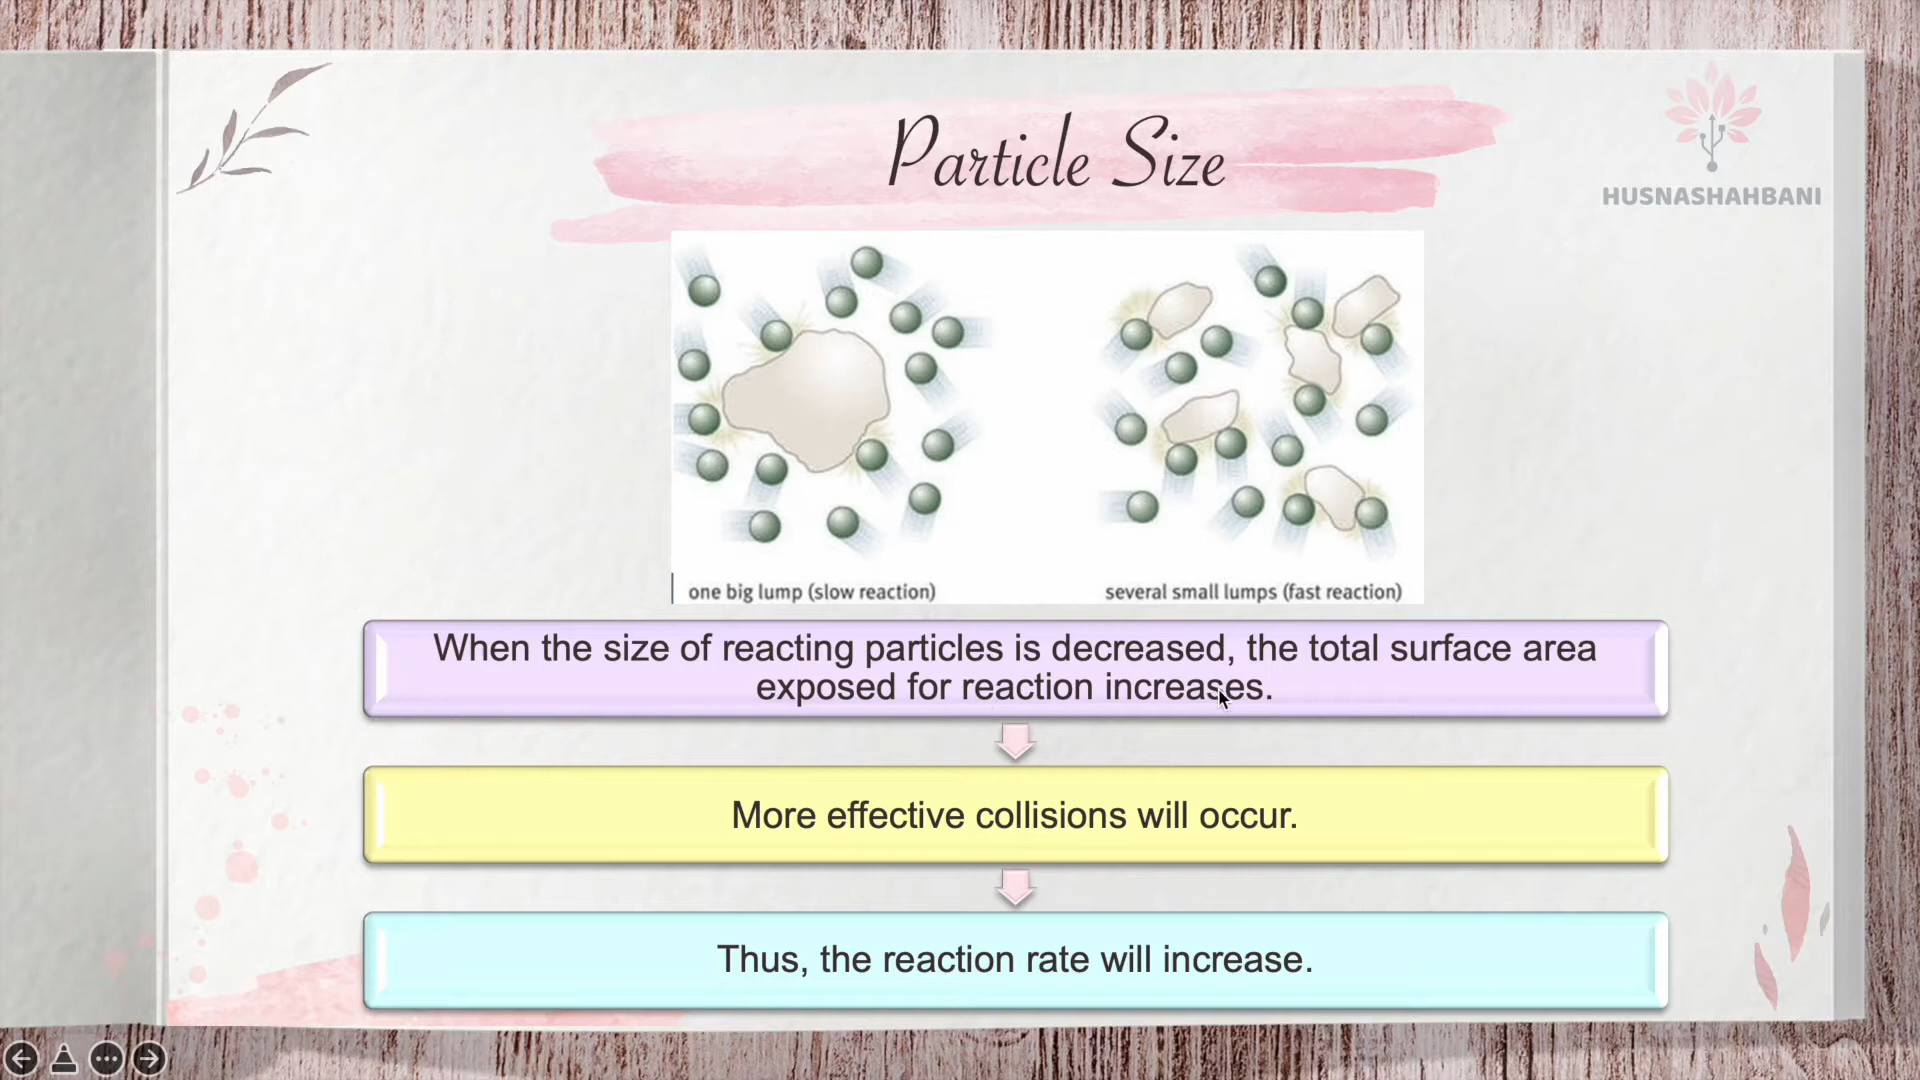 Particle Size
HUSNASHAHBANI
one big lump (slow reaction)
several small lumps (fast reaction)
When the size of reacting particles is decreased, the total surface area
exposed for reaction increases.
More effective collisions will occur.
Thus, the reaction rate will increase.